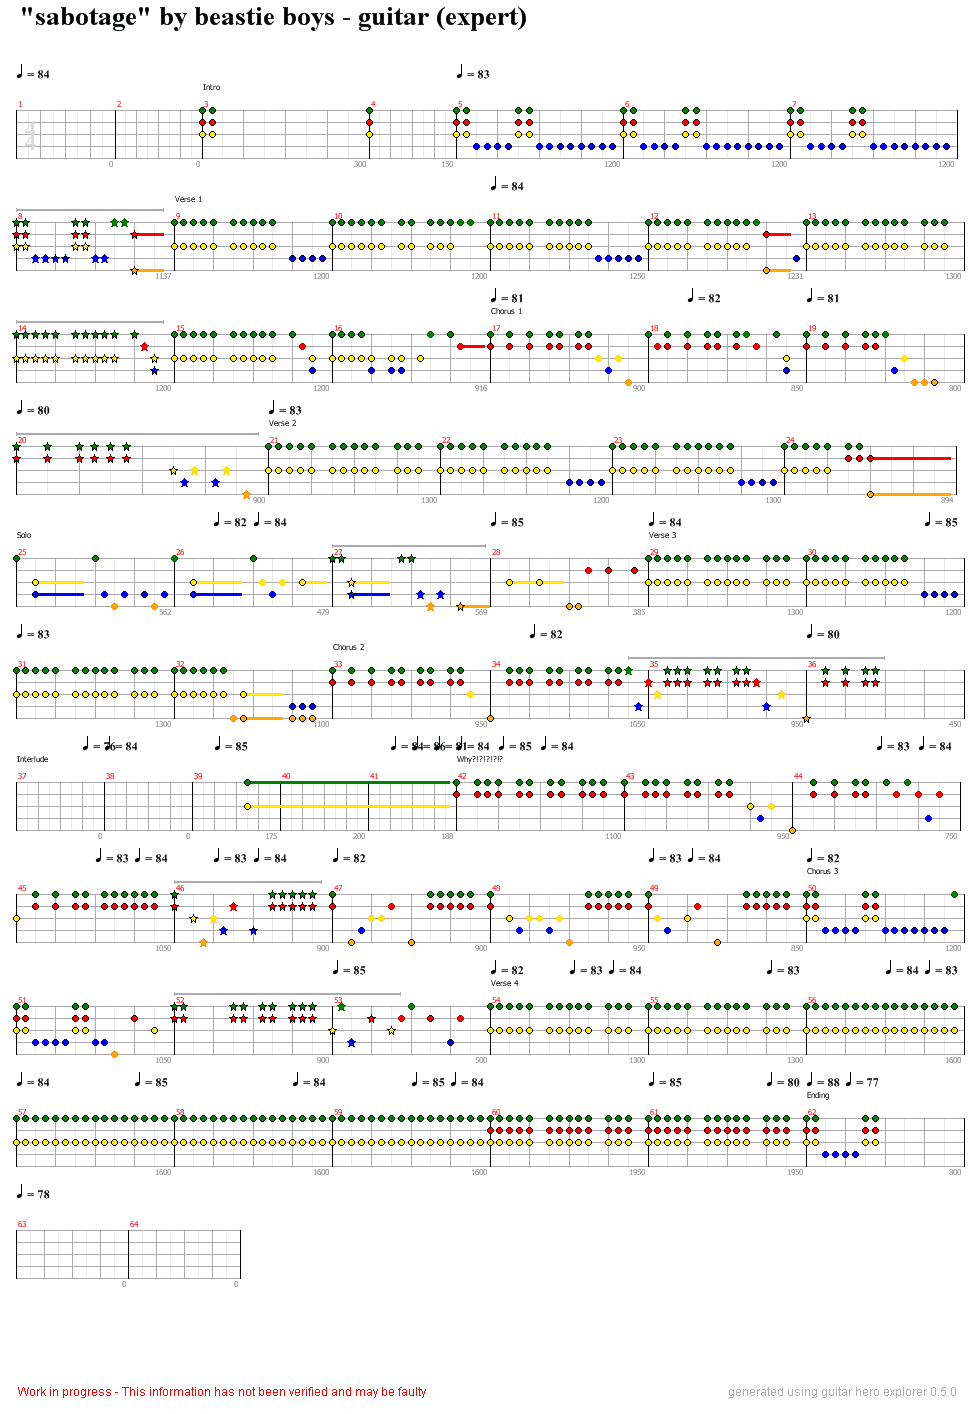 "sabotage" by beastie boys - guitar (expert)
= 84 = 83
Intro
1 2 3 4 5 6 7
0 0 300 150 1200 1200 1200
= 84
Verse 1
8 9 10 11 12 13
1137 1200 1200 1250 1231 1300
= 81 = 82 = 81
Chorus 1
14 15 16 17 18 19
1200 1200 916 900 850 800
= 80 = 83
Verse 2
20 21 22 23 24
900 1300 1200 1300 894
= 82 = 84 = 85 = 84 = 85
Solo Verse 3
25 26 27 28 29 30
562 479 569 385 1300 1200
= 83 = 82 = 80
Chorus 2
31 32 33 34 35 36
1300 1100 950 1050 950 450
= 76 = 84 = 85 = 84 = 86 = 81 = 84 = 85 = 84 = 83 = 84
Interlude Why?!?!?!?!?
37 38 39 40 41 42 43 44
0 0 175 200 188 1100 950 750
= 83 = 84 = 83 = 84 = 82 = 83 = 84 = 82
Chorus 3
45 46 47 48 49 50
1050 900 900 950 850 1200
= 85 = 82 = 83 = 84 = 83 = 84 = 83
Verse 4
51 52 53 54 55 56
1050 900 500 1300 1300 1600
= 84 = 85 = 84 = 85 = 84 = 85 = 80 = 88 = 77
Ending
57 58 59 60 61 62
1600 1600 1600 1950 1950 800
= 78
63 64
0 0
Work in progress - This information has not been verified and may be faulty
generated using guitar hero explorer 0.5.0